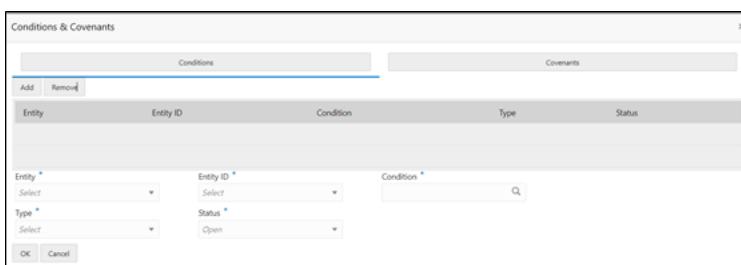 Conditions & Covenants
Conditions Covenants
Add Remove
Entity Entity ID Condition Type Status
Entity * Entity ID * Condition *
Select Select
Type * Status *
Select Open
OK Cancel